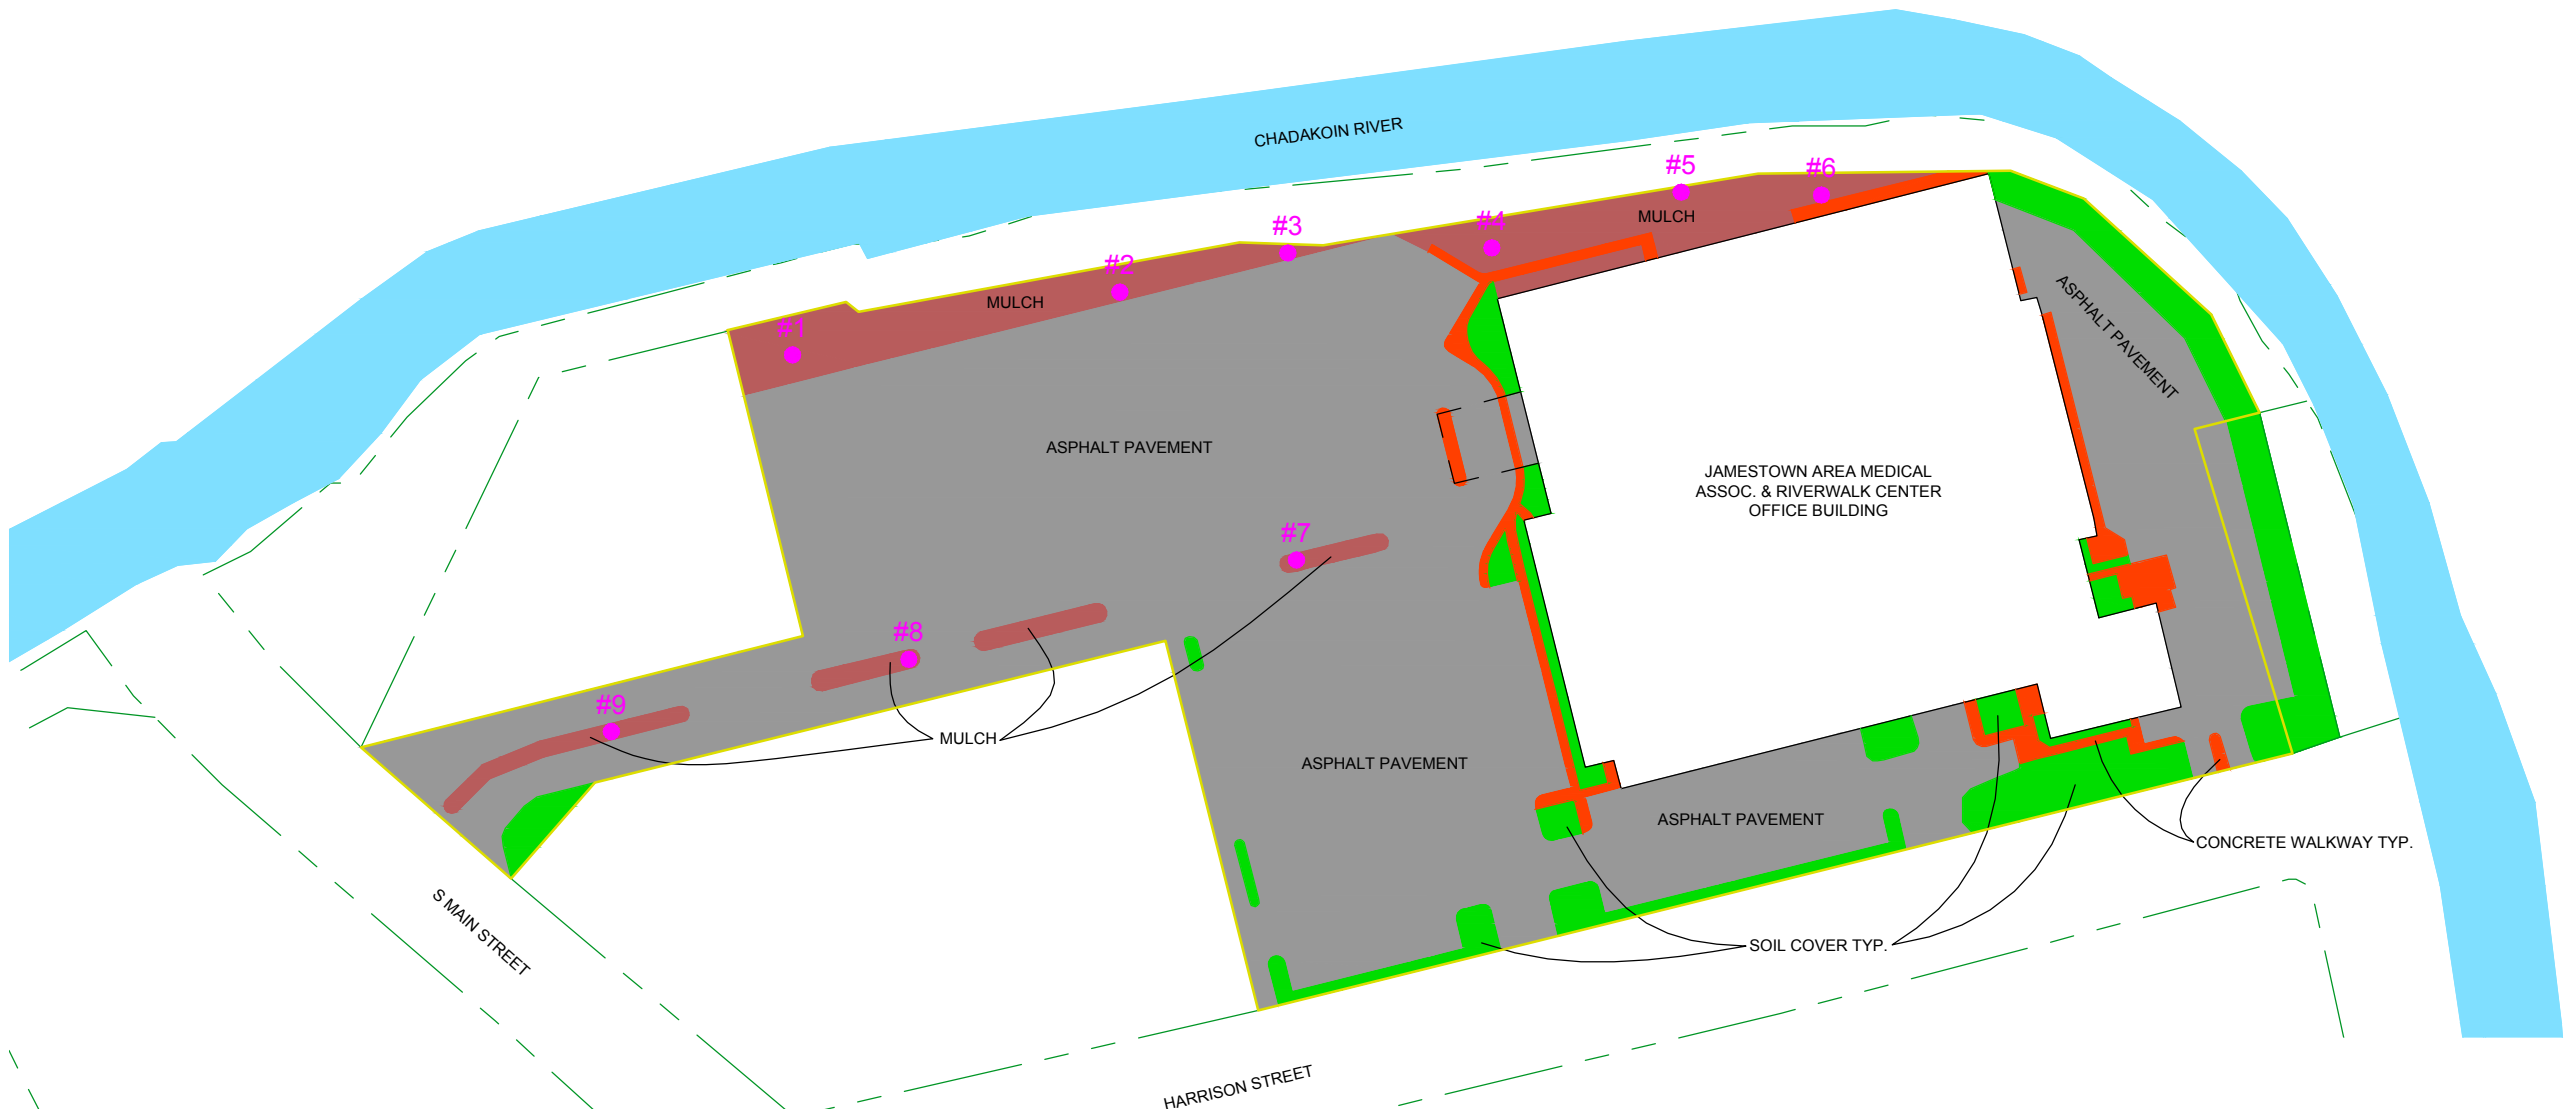 CHADAKOIN RIVER
#5
#6
#4
MULCH
#3
#2
MULCH
#1
ASPHALT PAVEMENT
ASPHALT PAVEMENT
JAMESTOWN AREA MEDICAL
ASSOC. & RIVERWALK CENTER
OFFICE BUILDING
#7
#8
#9
MULCH
ASPHALT PAVEMENT
ASPHALT PAVEMENT
CONCRETE WALKWAY TYP.
S MAIN STREET
SOIL COVER TYP.
HARRISON STREET